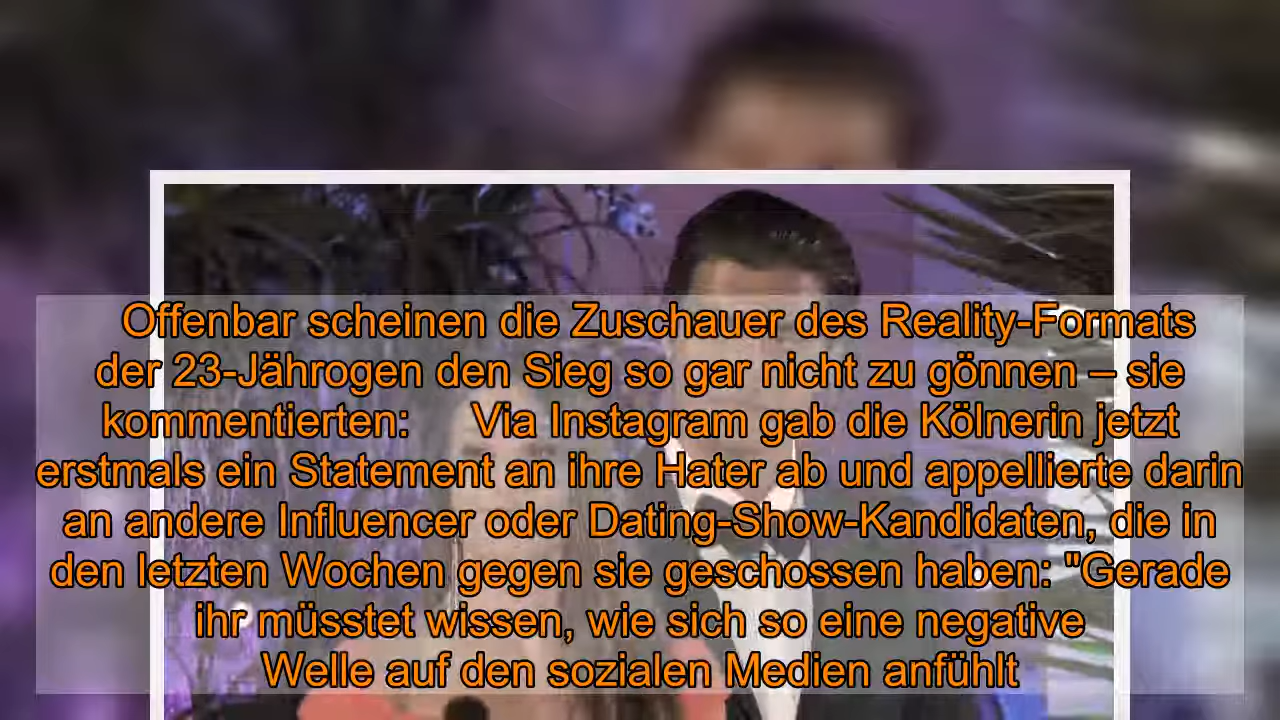 Offenbar scheinen die Zuschauer des Reality-Formats
der 23-Jährogen den Sieg so gar nicht zu gönnen – sie
kommentierten: Via Instagram gab die Kölnerin jetzt
erstmals ein Statement an ihre Hater ab und appellierte darin
an andere Influencer oder Dating-Show-Kandidaten, die in
den letzten Wochen gegen sie geschossen haben: "Gerade
ihr müsstet wissen, wie sich so eine negative
Welle auf den sozialen Medien anfühlt